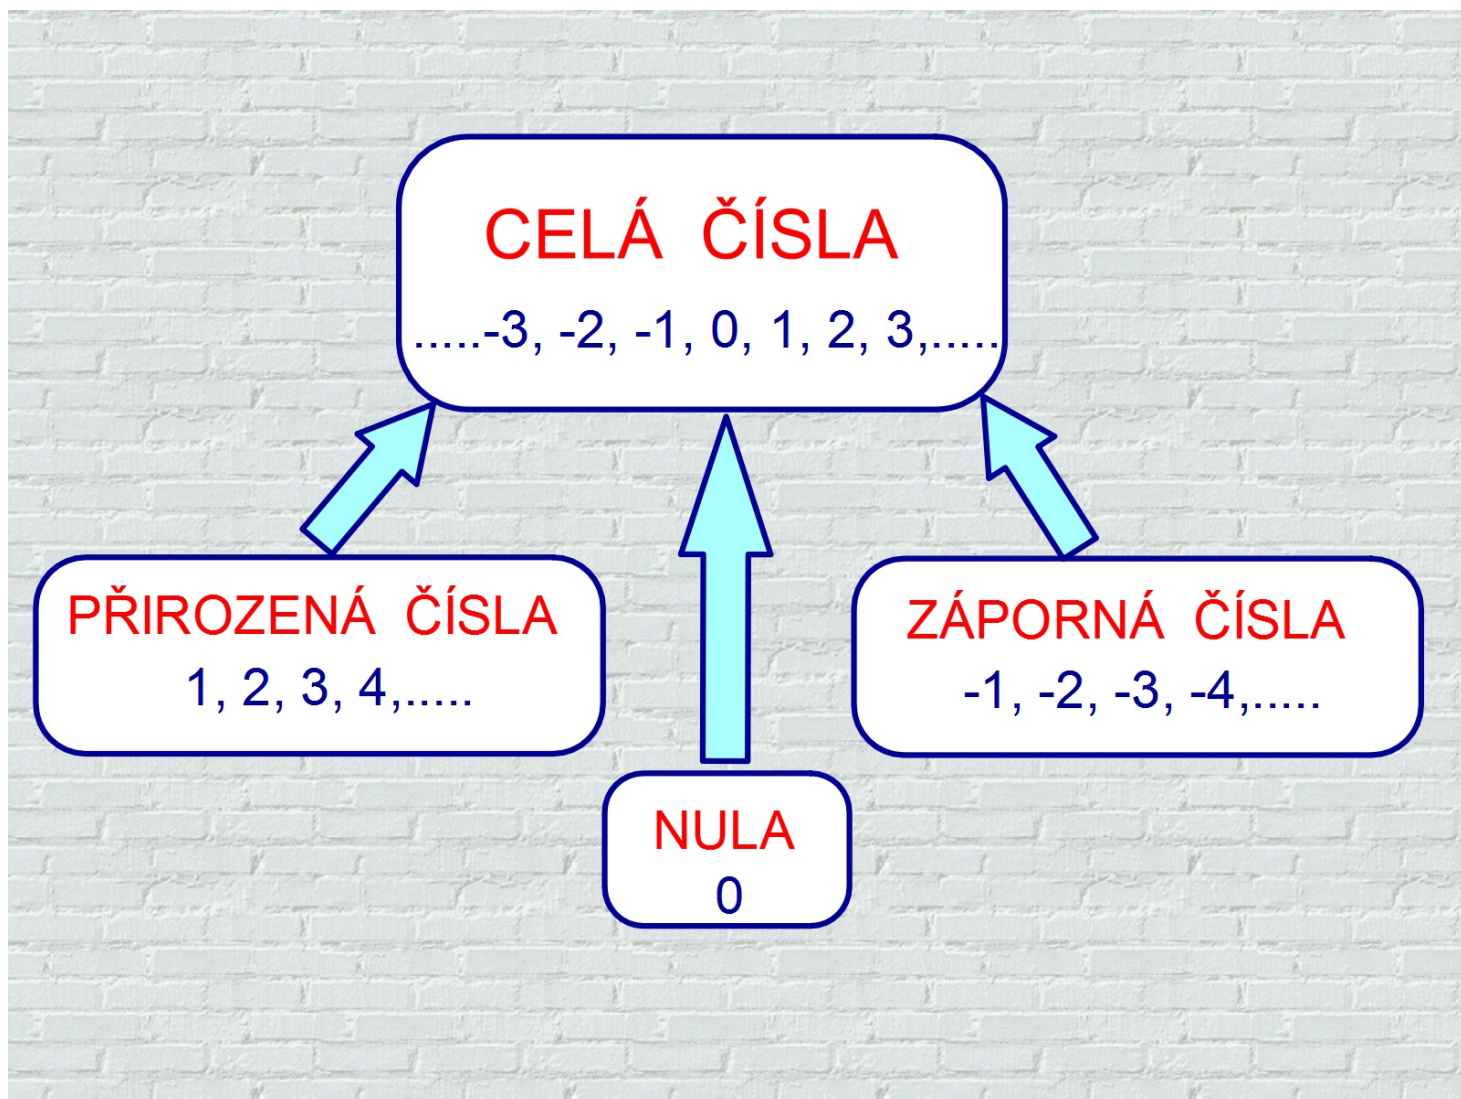 CELÁ ČÍSLA
.....-3, -2, -1, 0, 1, 2, 3,.....
PŘIROZENÁ ČÍSLA
1, 2, 3, 4,.....
ZÁPORNÁ ČÍSLA
-1, -2, -3, -4,.....
NULA
0